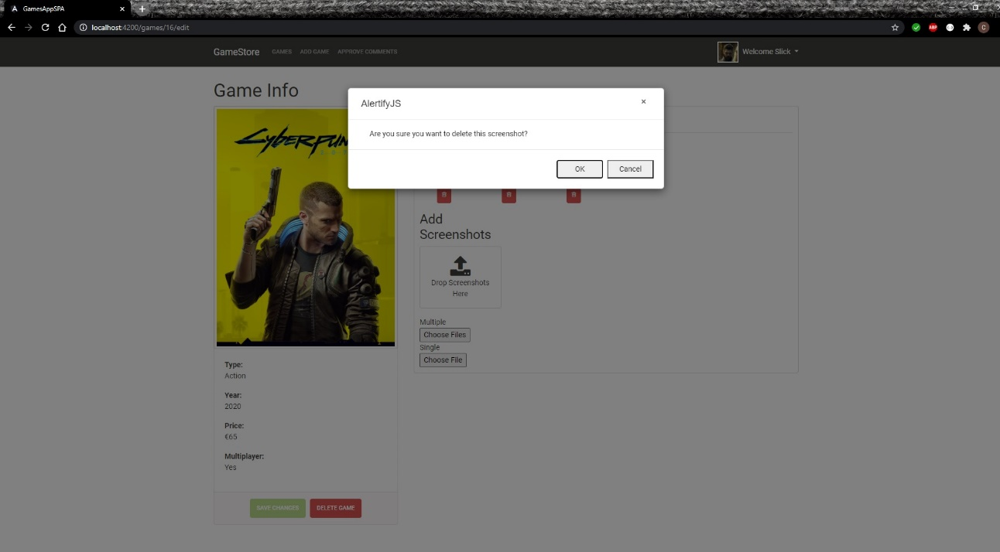 GamesAppSPA
localhost:4200/games/16/edit
ABP
C
GameStore GAMES ADD GAME APPROVE COMMENTS Welcome Slick
Game Info
AlertifyJS
Are you sure you want to delete this screenshot?
OK Cancel
Add
Screenshots
Drop Screenshots
Here
Multiple
Choose Files
Single
Choose File
Type:
Action
Year:
2020
Price:
€65
Multiplayer:
Yes
SAVE CHANGES DELETE GAME